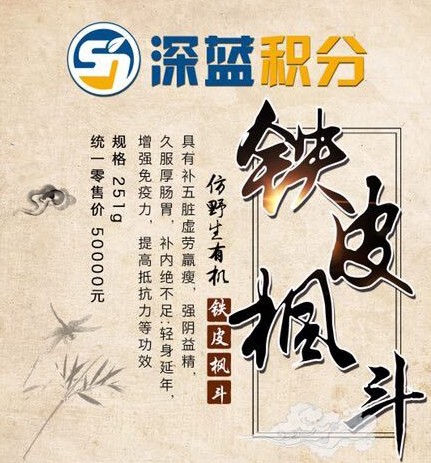 深蓝积分
铁皮枫斗
仿野生有机
铁皮枫斗
具有补五脏虚劳羸瘦，强阴益精，
久服厚肠胃，补内绝不足;轻身延年，
增强免疫力，提高抵抗力等功效
规格 251g
统一零售价 50000元